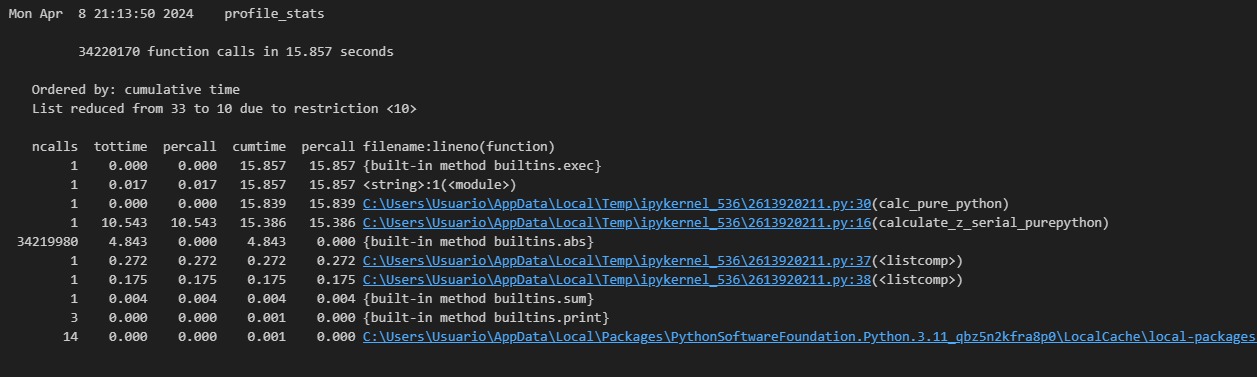 Mon Apr  8 21:13:50 2024    profile_stats
34220170 function calls in 15.857 seconds
Ordered by: cumulative time
List reduced from 33 to 10 due to restriction <10>
ncalls  tottime  percall  cumtime  percall filename:lineno(function)
1    0.000    0.000   15.857   15.857 {built-in method builtins.exec}
1    0.017    0.017   15.857   15.857 <string>:1(<module>)
1    0.000    0.000   15.839   15.839 C:\Users\Usuario\AppData\Local\Temp\ipykernel_536\2613920211.py:30(calc_pure_python)
1   10.543   10.543   15.386   15.386 C:\Users\Usuario\AppData\Local\Temp\ipykernel_536\2613920211.py:16(calculate_z_serial_purepython)
34219980    4.843    0.000    4.843    0.000 {built-in method builtins.abs}
1    0.272    0.272    0.272    0.272 C:\Users\Usuario\AppData\Local\Temp\ipykernel_536\2613920211.py:37(<listcomp>)
1    0.175    0.175    0.175    0.175 C:\Users\Usuario\AppData\Local\Temp\ipykernel_536\2613920211.py:38(<listcomp>)
1    0.004    0.004    0.004    0.004 {built-in method builtins.sum}
3    0.000    0.000    0.001    0.000 {built-in method builtins.print}
14    0.000    0.000    0.001    0.000 C:\Users\Usuario\AppData\Local\Packages\PythonSoftwareFoundation.Python.3.11_qbz5n2kfra8p0\LocalCache\local-packages